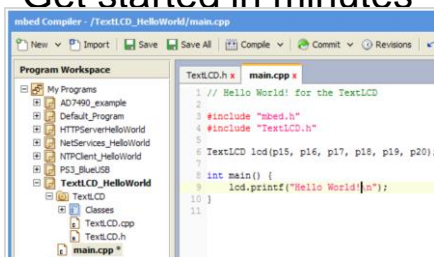 Get started in minutes
mbed Compiler - /TextLCD_HelloWorld/main.cpp
New Import Save Save All Compile Commit Revisions
Program Workspace
My Programs
AD7490_example
Default_Program
HTTPServerHelloWorld
NetServices_HelloWorld
NTPClient_HelloWorld
PS3_BlueUSB
TextLCD_HelloWorld
TextLCD
Classes
TextLCD.cpp
TextLCD.h
main.cpp *
TextLCD.h x main.cpp x
1 // Hello World! for the TextLCD
2
3 #include "mbed.h"
4 #include "TextLCD.h"
5
6 TextLCD lcd(p15, p16, p17, p18, p19, p20);
7
8 int main() {
9 lcd.printf("Hello World!\n");
10 }
11